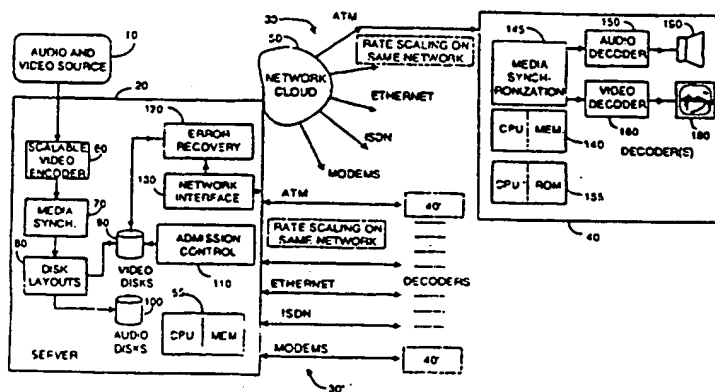 10
AUDIO AND
VIDEO SOURCE
20
SCALABLE
VIDEO
ENCODER
60
MEDIA
SYNCH.
70
DISK
LAYOUTS
80
90
VIDEO
DISKS
100
AUDIO
DISKS
120
ERROR
RECOVERY
130
NETWORK
INTERFACE
ADMISSION
CONTROL
110
55
CPU MEM
SERVER
30
50
NETWORK
CLOUD
ATM
RATE SCALING ON
SAME NETWORK
ETHERNET
ISDN
MODEMS
ATM
40'
RATE SCALING ON
SAME NETWORK
DECODERS
ETHERNET
ISDN
MODEMS
40'
30'
145
MEDIA
SYNCH-
RONIZATION
150
AUDIO
DECODER
VIDEO
DECODER
160
180
CPU MEM
140
DECODER(S)
CPU ROM
135
40